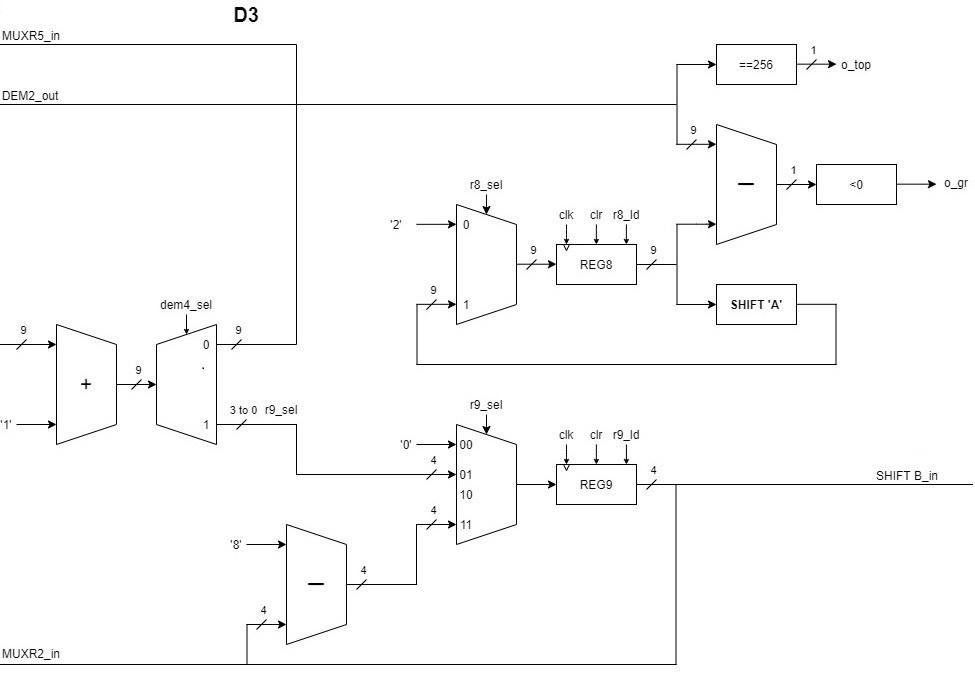 D3
MUXR5_in
1
==256
o_top
DEM2_out
9
1
<0
o_gr
r8_sel
'2'
0
clk
clr
r8_ld
9
REG8
9
9
1
SHIFT 'A'
dem4_sel
9
9
0
+
9
.
'1'
1
3 to 0
r9_sel
r9_sel
'0'
00
4
01
10
4
11
clk
clr
r9_ld
REG9
4
SHIFT B_in
'8'
4
4
MUXR2_in